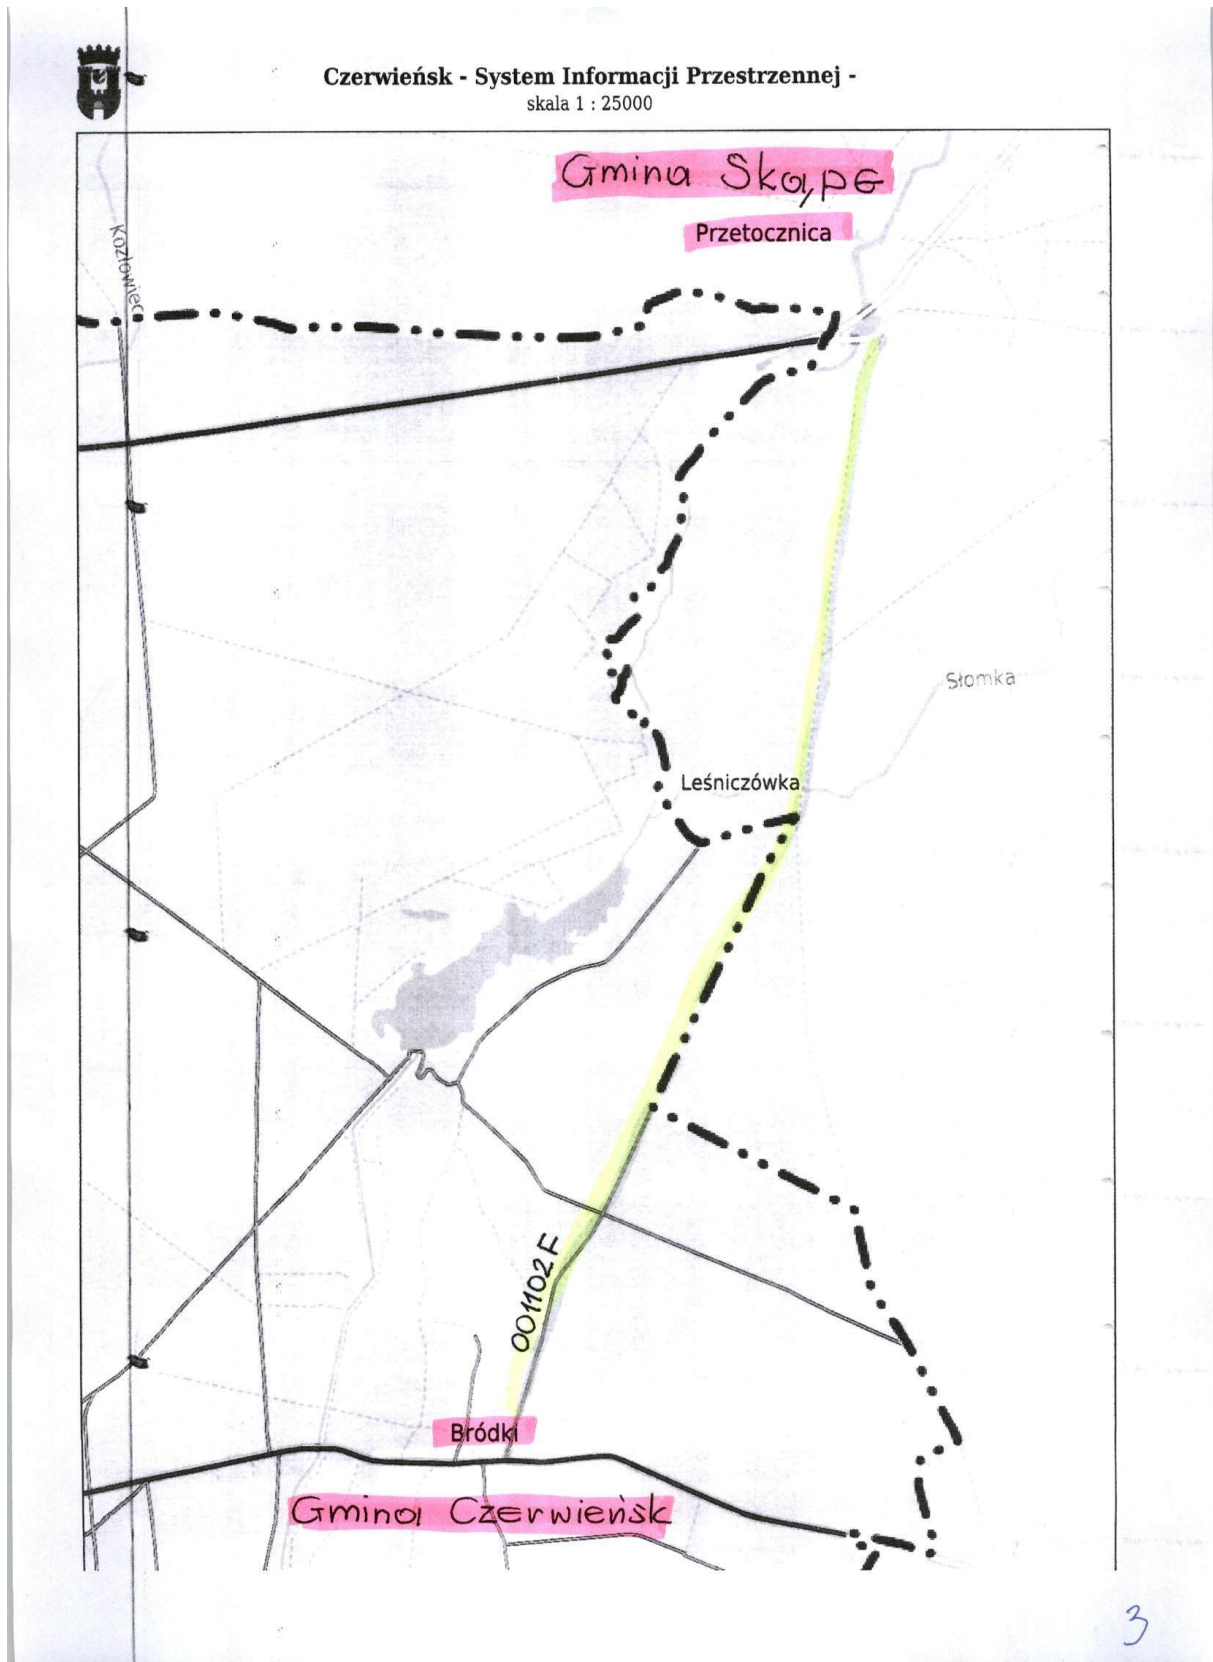 Czerwieńsk - System Informacji Przestrzennej -
skala 1 : 25000
Gmina Skąpe
Przetocznica
Kozłowiec
Słomka
Leśniczówka
001102F
Bródki
Gmina Czerwieńsk
3